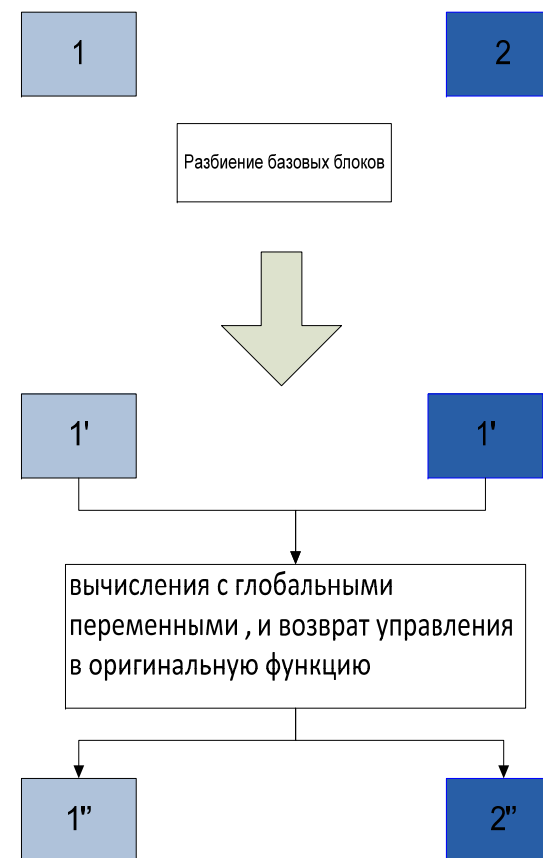 1
2
Разбиение базовых блоков
1'
1'
вычисления с глобальными
переменными , и возврат управления
в оригинальную функцию
1’’
2’’